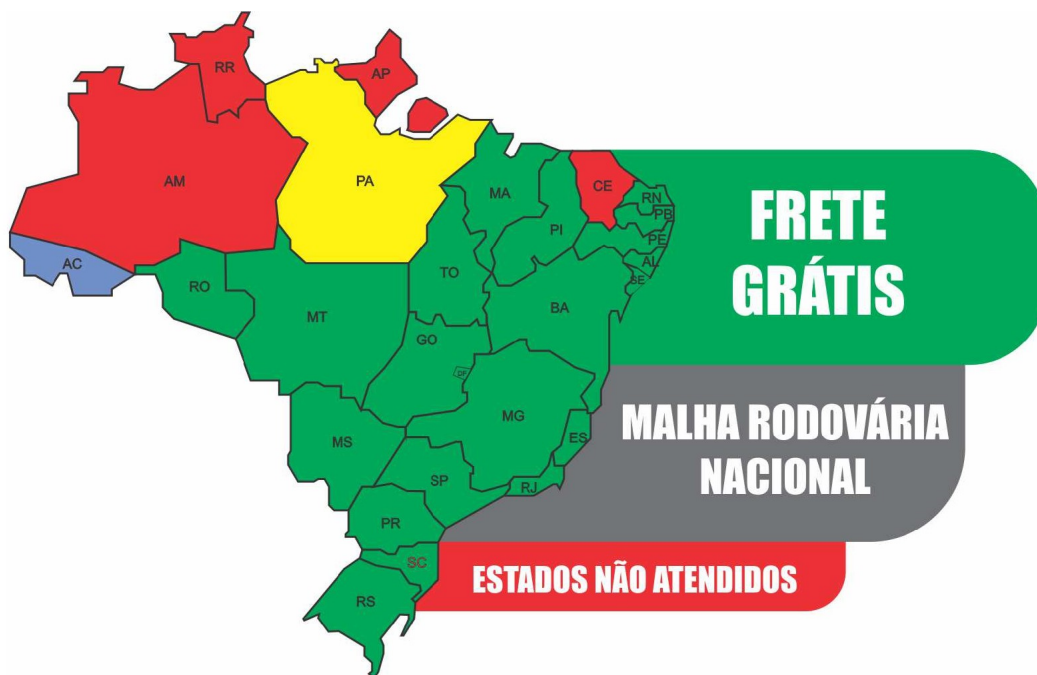 RR
AP
AM
PA
MA
CE
RN
PB
PI
PE
AL
SE
AC
RO
TO
BA
MT
GO
DF
MG
ES
MS
SP
RJ
PR
SC
RS
FRETE
GRÁTIS
MALHA RODOVÁRIA
NACIONAL
ESTADOS NÃO ATENDIDOS